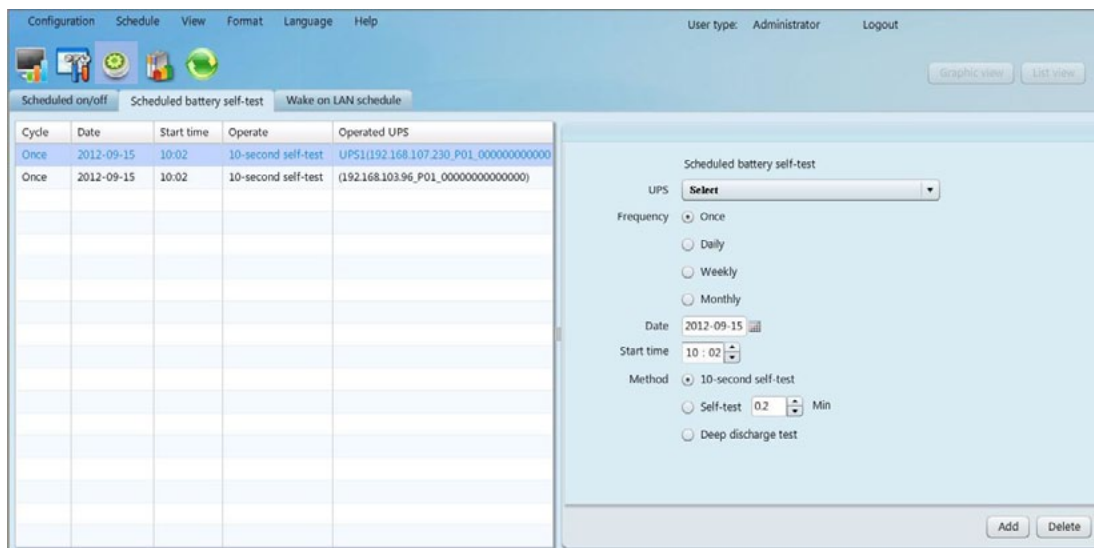 Configuration Schedule View Format Language Help User type: Administrator Logout
Graphic view List view
Scheduled on/off Scheduled battery self-test Wake on LAN schedule
Cycle Date Start time Operate Operated UPS
Once 2012-09-15 10:02 10-second self-test UPS1(192.168.107.230_P01_000000000000
Once 2012-09-15 10:02 10-second self-test (192.168.103.96_P01_00000000000000)
Scheduled battery self-test
UPS Select
Frequency Once
Daily
Weekly
Monthly
Date 2012-09-15
Start time 10 : 02
Method 10-second self-test
Self-test 0.2 Min
Deep discharge test
Add Delete